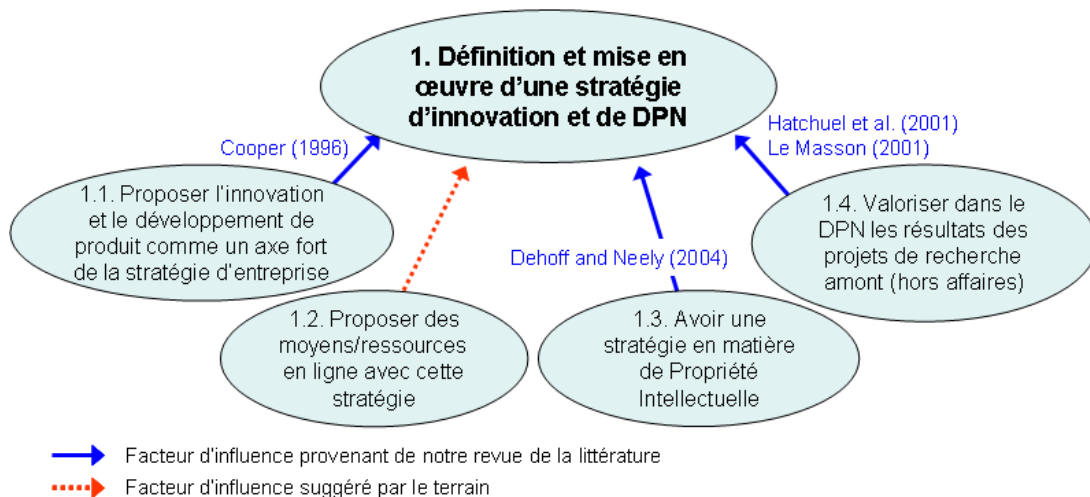 1. Définition et mise en
œuvre d'une stratégie
d'innovation et de DPN
Cooper (1996)
Hatchuel et al. (2001)
Le Masson (2001)
1.1. Proposer l'innovation
et le développement de
produit comme un axe fort
de la stratégie d'entreprise
1.4. Valoriser dans le
DPN les résultats des
projets de recherche
amont (hors affaires)
Dehoff and Neely (2004)
1.2. Proposer des
moyens/ressources
en ligne avec cette
stratégie
1.3. Avoir une
stratégie en matière
de Propriété
Intellectuelle
Facteur d'influence provenant de notre revue de la littérature
Facteur d'influence suggéré par le terrain